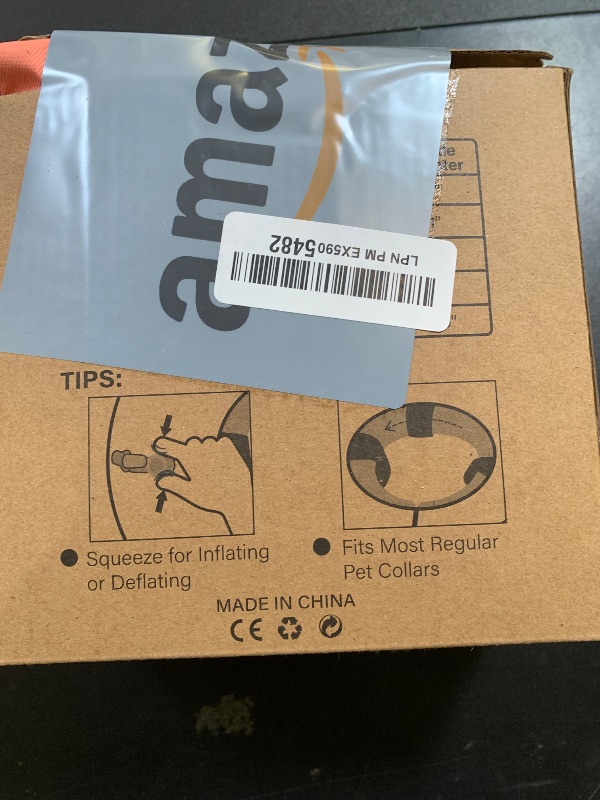 ama
LPN PM EX5905482
TIPS:
Squeeze for Inflating
or Deflating
Fits Most Regular
Pet Collars
MADE IN CHINA
CE